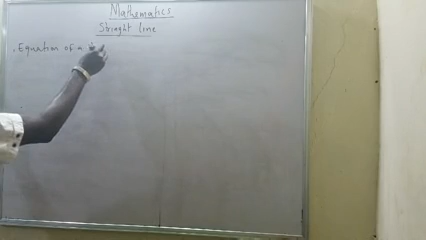 Mathematics
Straight line
. Equation of a